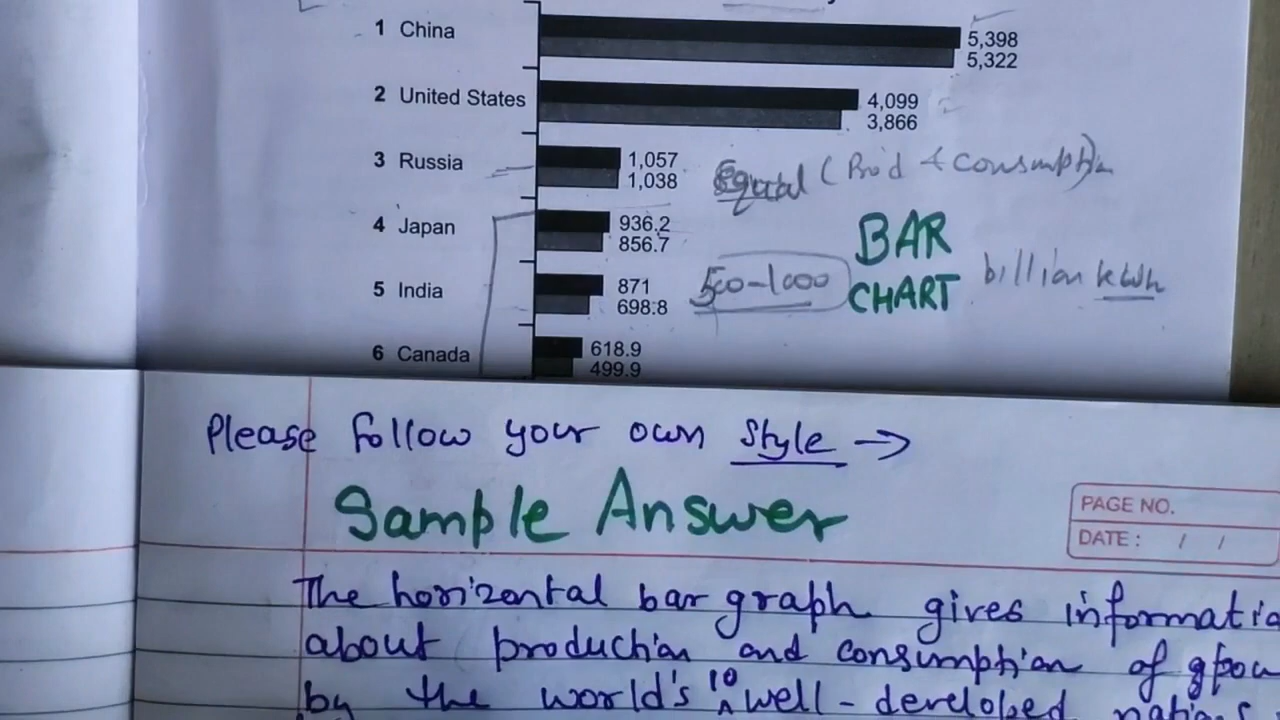 1 China 5,398
5,322
2 United States 4,099
3,866
3 Russia 1,057
1,038
Equal (Prod & Consumption
4 Japan 936.2
856.7
BAR
CHART
billion kWh
5 India 871
698.8
500-1000
6 Canada 618.9
499.9
Please follow your own style →
Sample Answer
PAGE NO.
DATE : / /
The horizontal bar graph gives informatio
about production and consumption of
by the world's 10 well-developed nations